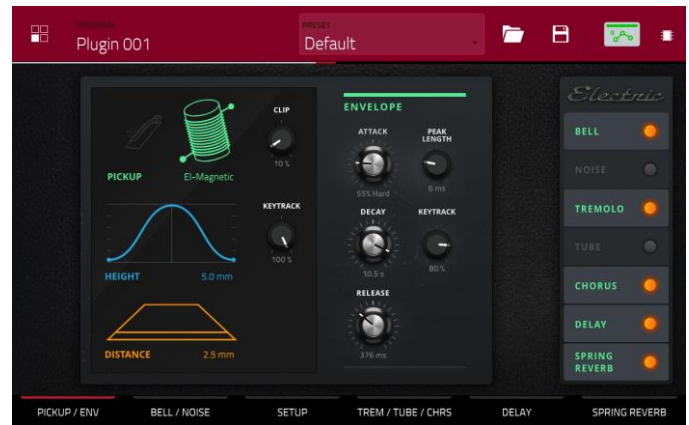 PROGRAM
PRESET
Plugin 001
Default
Electric
CLIP
10 %
PICKUP
El-Magnetic
KEYTRACK
100 %
HEIGHT
5.0 mm
DISTANCE
2.5 mm
ENVELOPE
ATTACK
PEAK
LENGTH
55% Hard
6 ms
DECAY
KEYTRACK
10.5 s
80 %
RELEASE
376 ms
BELL
NOISE
TREMOLO
TUBE
CHORUS
DELAY
SPRING
REVERB
PICKUP / ENV
BELL / NOISE
SETUP
TREM / TUBE / CHRS
DELAY
SPRING REVERB